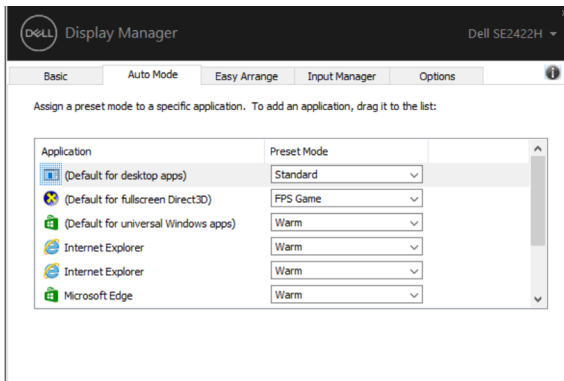 DELL Display Manager
Dell SE2422H
Basic Auto Mode Easy Arrange Input Manager Options
Assign a preset mode to a specific application. To add an application, drag it to the list:
Application Preset Mode
(Default for desktop apps) Standard
(Default for fullscreen Direct3D) FPS Game
(Default for universal Windows apps) Warm
Internet Explorer Warm
Internet Explorer Warm
Microsoft Edge Warm